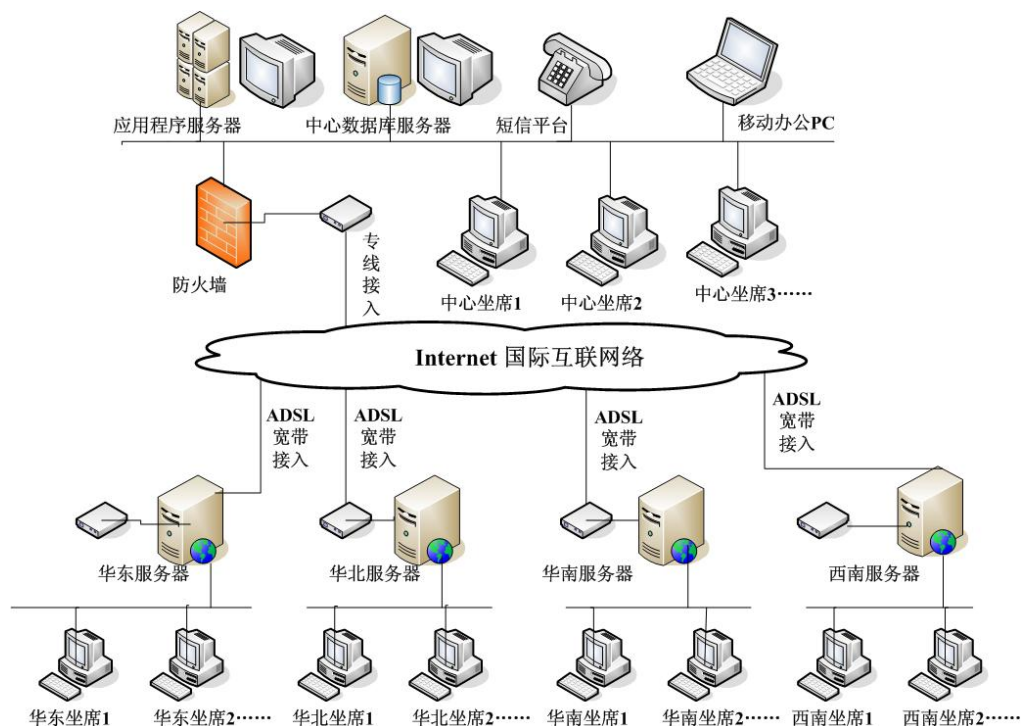 应用程序服务器
中心数据库服务器
短信平台
移动办公PC
防火墙
专线接入
中心坐席1
中心坐席2
中心坐席3……
Internet 国际互联网络
ADSL
宽带
接入
ADSL
宽带
接入
ADSL
宽带
接入
ADSL
宽带
接入
华东服务器
华北服务器
华南服务器
西南服务器
华东坐席1
华东坐席2……
华北坐席1
华北坐席2……
华南坐席1
华南坐席2……
西南坐席1
西南坐席2……